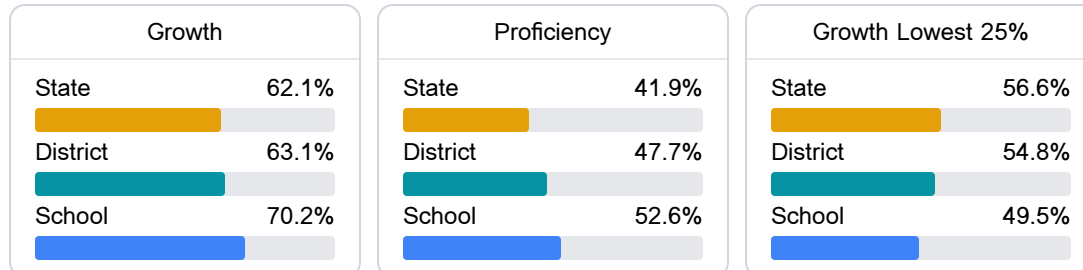 Growth
State 62.1%
District 63.1%
School 70.2%
Proficiency
State 41.9%
District 47.7%
School 52.6%
Growth Lowest 25%
State 56.6%
District 54.8%
School 49.5%